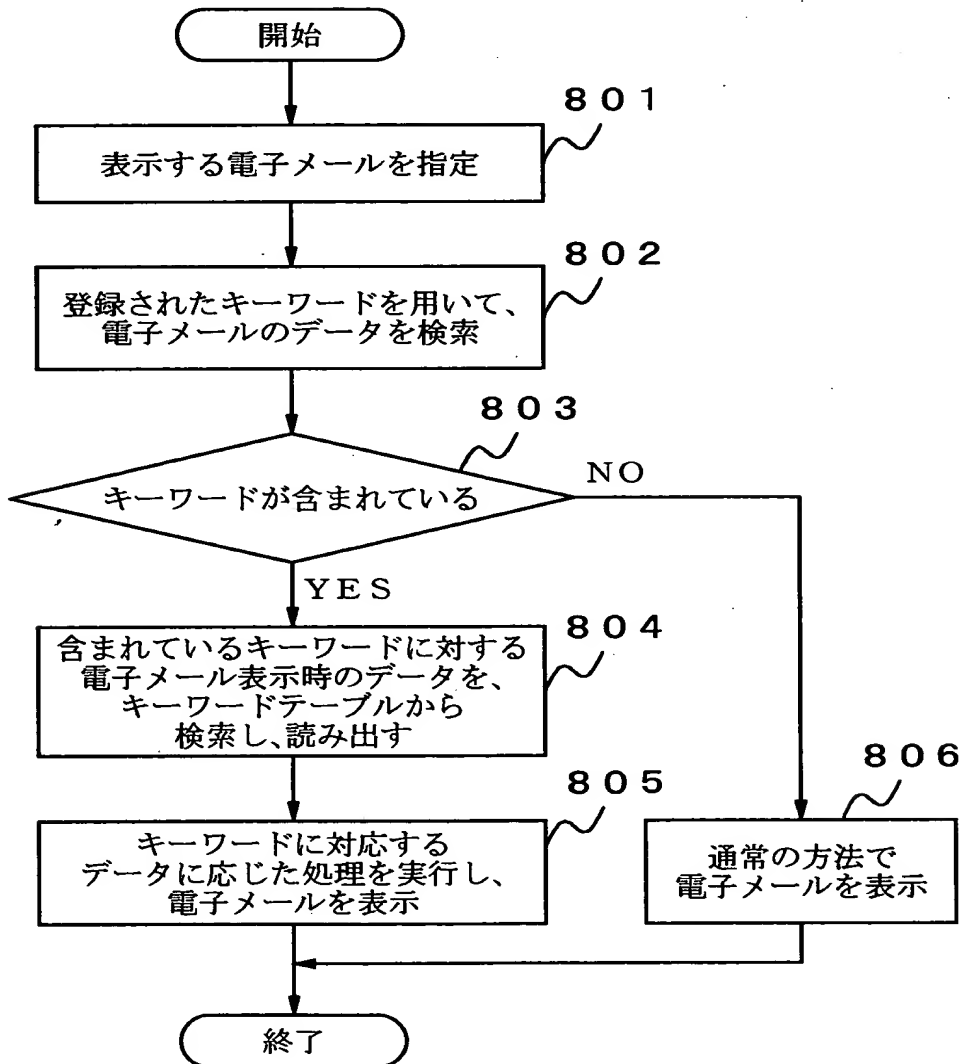 開始
801
表示する電子メールを指定
802
登録されたキーワードを用いて、
電子メールのデータを検索
803
キーワードが含まれている
NO
YES
804
含まれているキーワードに対する
電子メール表示時のデータを、
キーワードテーブルから
検索し、読み出す
805
キーワードに対応する
データに応じた処理を実行し、
電子メールを表示
806
通常の方法で
電子メールを表示
終了